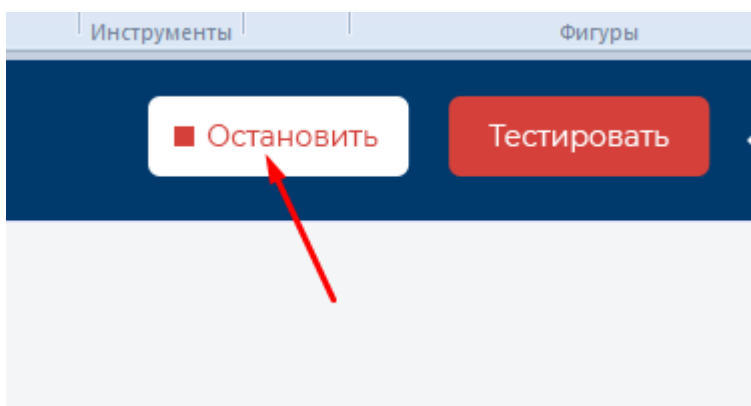 Инструменты Фигуры
Остановить Тестировать